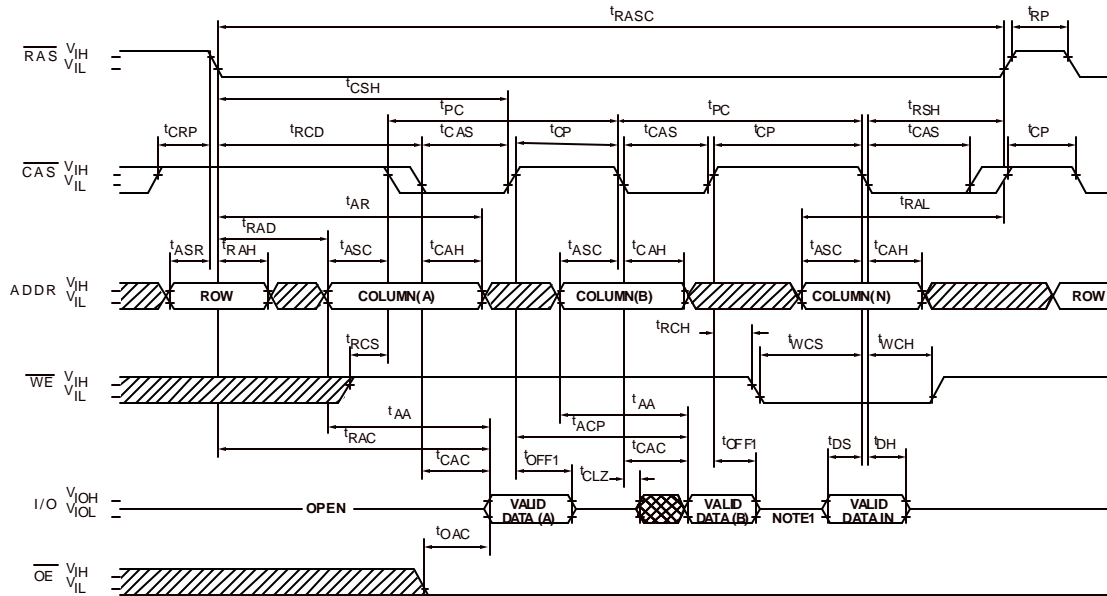 tRASC tRP
RAS VIH
VIL
tCSH
tPC tPC tRSH
tCRP tRCD tCAS tCP tCAS tCP tCAS tCP
CAS VIH
VIL
tAR tRAL
tRAD
tASR tRAH tASC tCAH tASC tCAH tASC tCAH
ADDR VIH
VIL
ROW COLUMN(A) COLUMN(B) COLUMN(N) ROW
tRCH
tRCS tWCS tWCH
WE VIH
VIL
tAA tAA
tRAC tACP
tCAC tOFF1 tCAC tOFF1 tDS tDH
tCLZ
I/O VIOH
VIOL
OPEN VALID DATA (A) VALID DATA (B) NOTE1 VALID DATA IN
tOAC
OE VIH
VIL